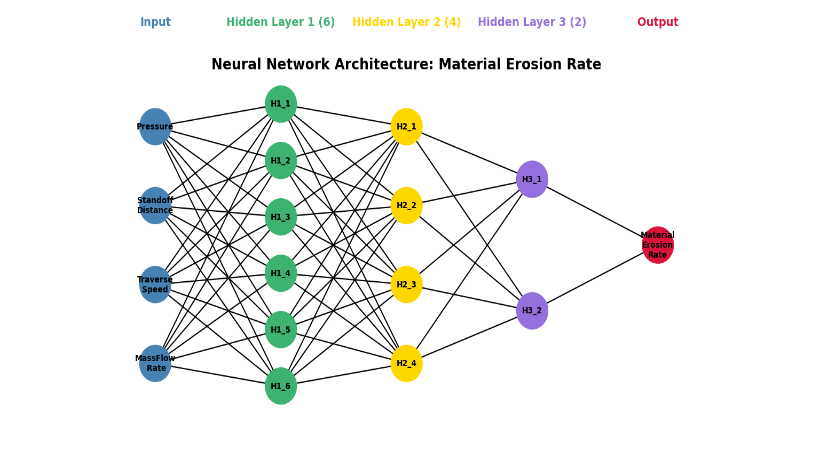 Input
Hidden Layer 1 (6)
Hidden Layer 2 (4)
Hidden Layer 3 (2)
Output
Neural Network Architecture: Material Erosion Rate
Pressure
Standoff
Distance
Traverse
Speed
MassFlow
Rate
H1_1
H1_2
H1_3
H1_4
H1_5
H1_6
H2_1
H2_2
H2_3
H2_4
H3_1
H3_2
Material
Erosion
Rate